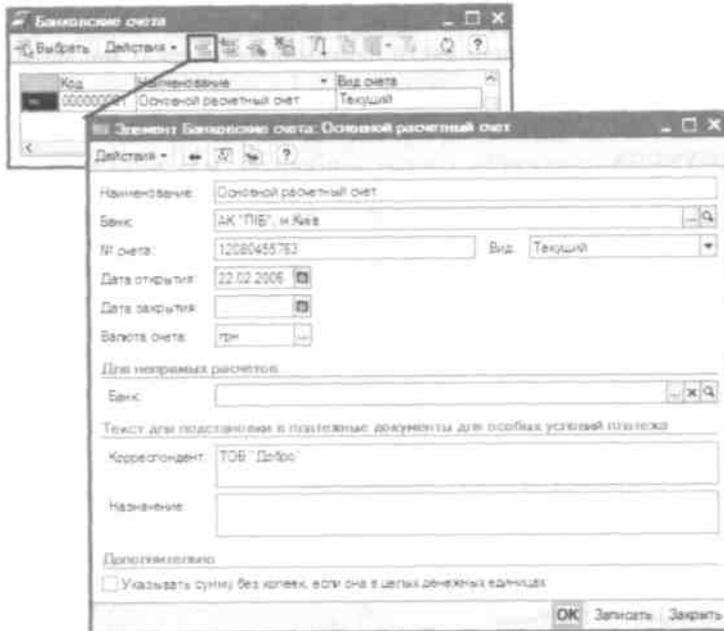 Банковские счета
Выбрать Действия
Код Наименование Вид счета
000000001 Основной расчетный счет Текущий
Элемент Банковские счета: Основной расчетный счет
Действия
Наименование: Основной расчетный счет
Банк: АК "ПІБ", м.Київ
№ счета: 12080455763 Вид: Текущий
Дата открытия: 22.02.2006
Дата закрытия:
Валюта счета: грн
Для непрямых расчетов
Банк:
Текст для подстановки в платежные документы для особых условий платежа
Корреспондент: ТОВ "Добро"
Назначение:
Дополнительно
Указывать сумму без копеек, если она в целых денежных единицах
OK Записать Закрыть